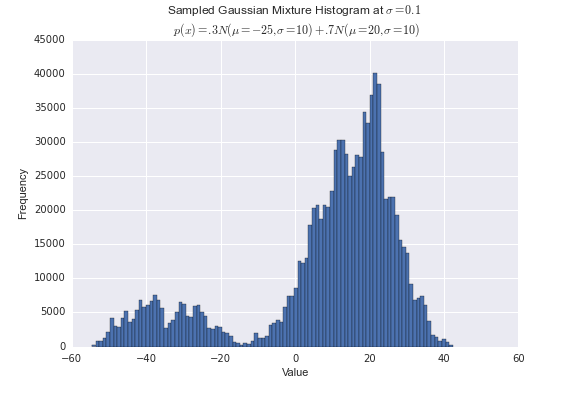 Sampled Gaussian Mixture Histogram at σ=0.1
p(x)=.3N(μ=−25,σ=10)+.7N(μ=20,σ=10)
45000
40000
35000
30000
25000
20000
15000
10000
5000
0
Frequency
−60 −40 −20 0 20 40 60
Value